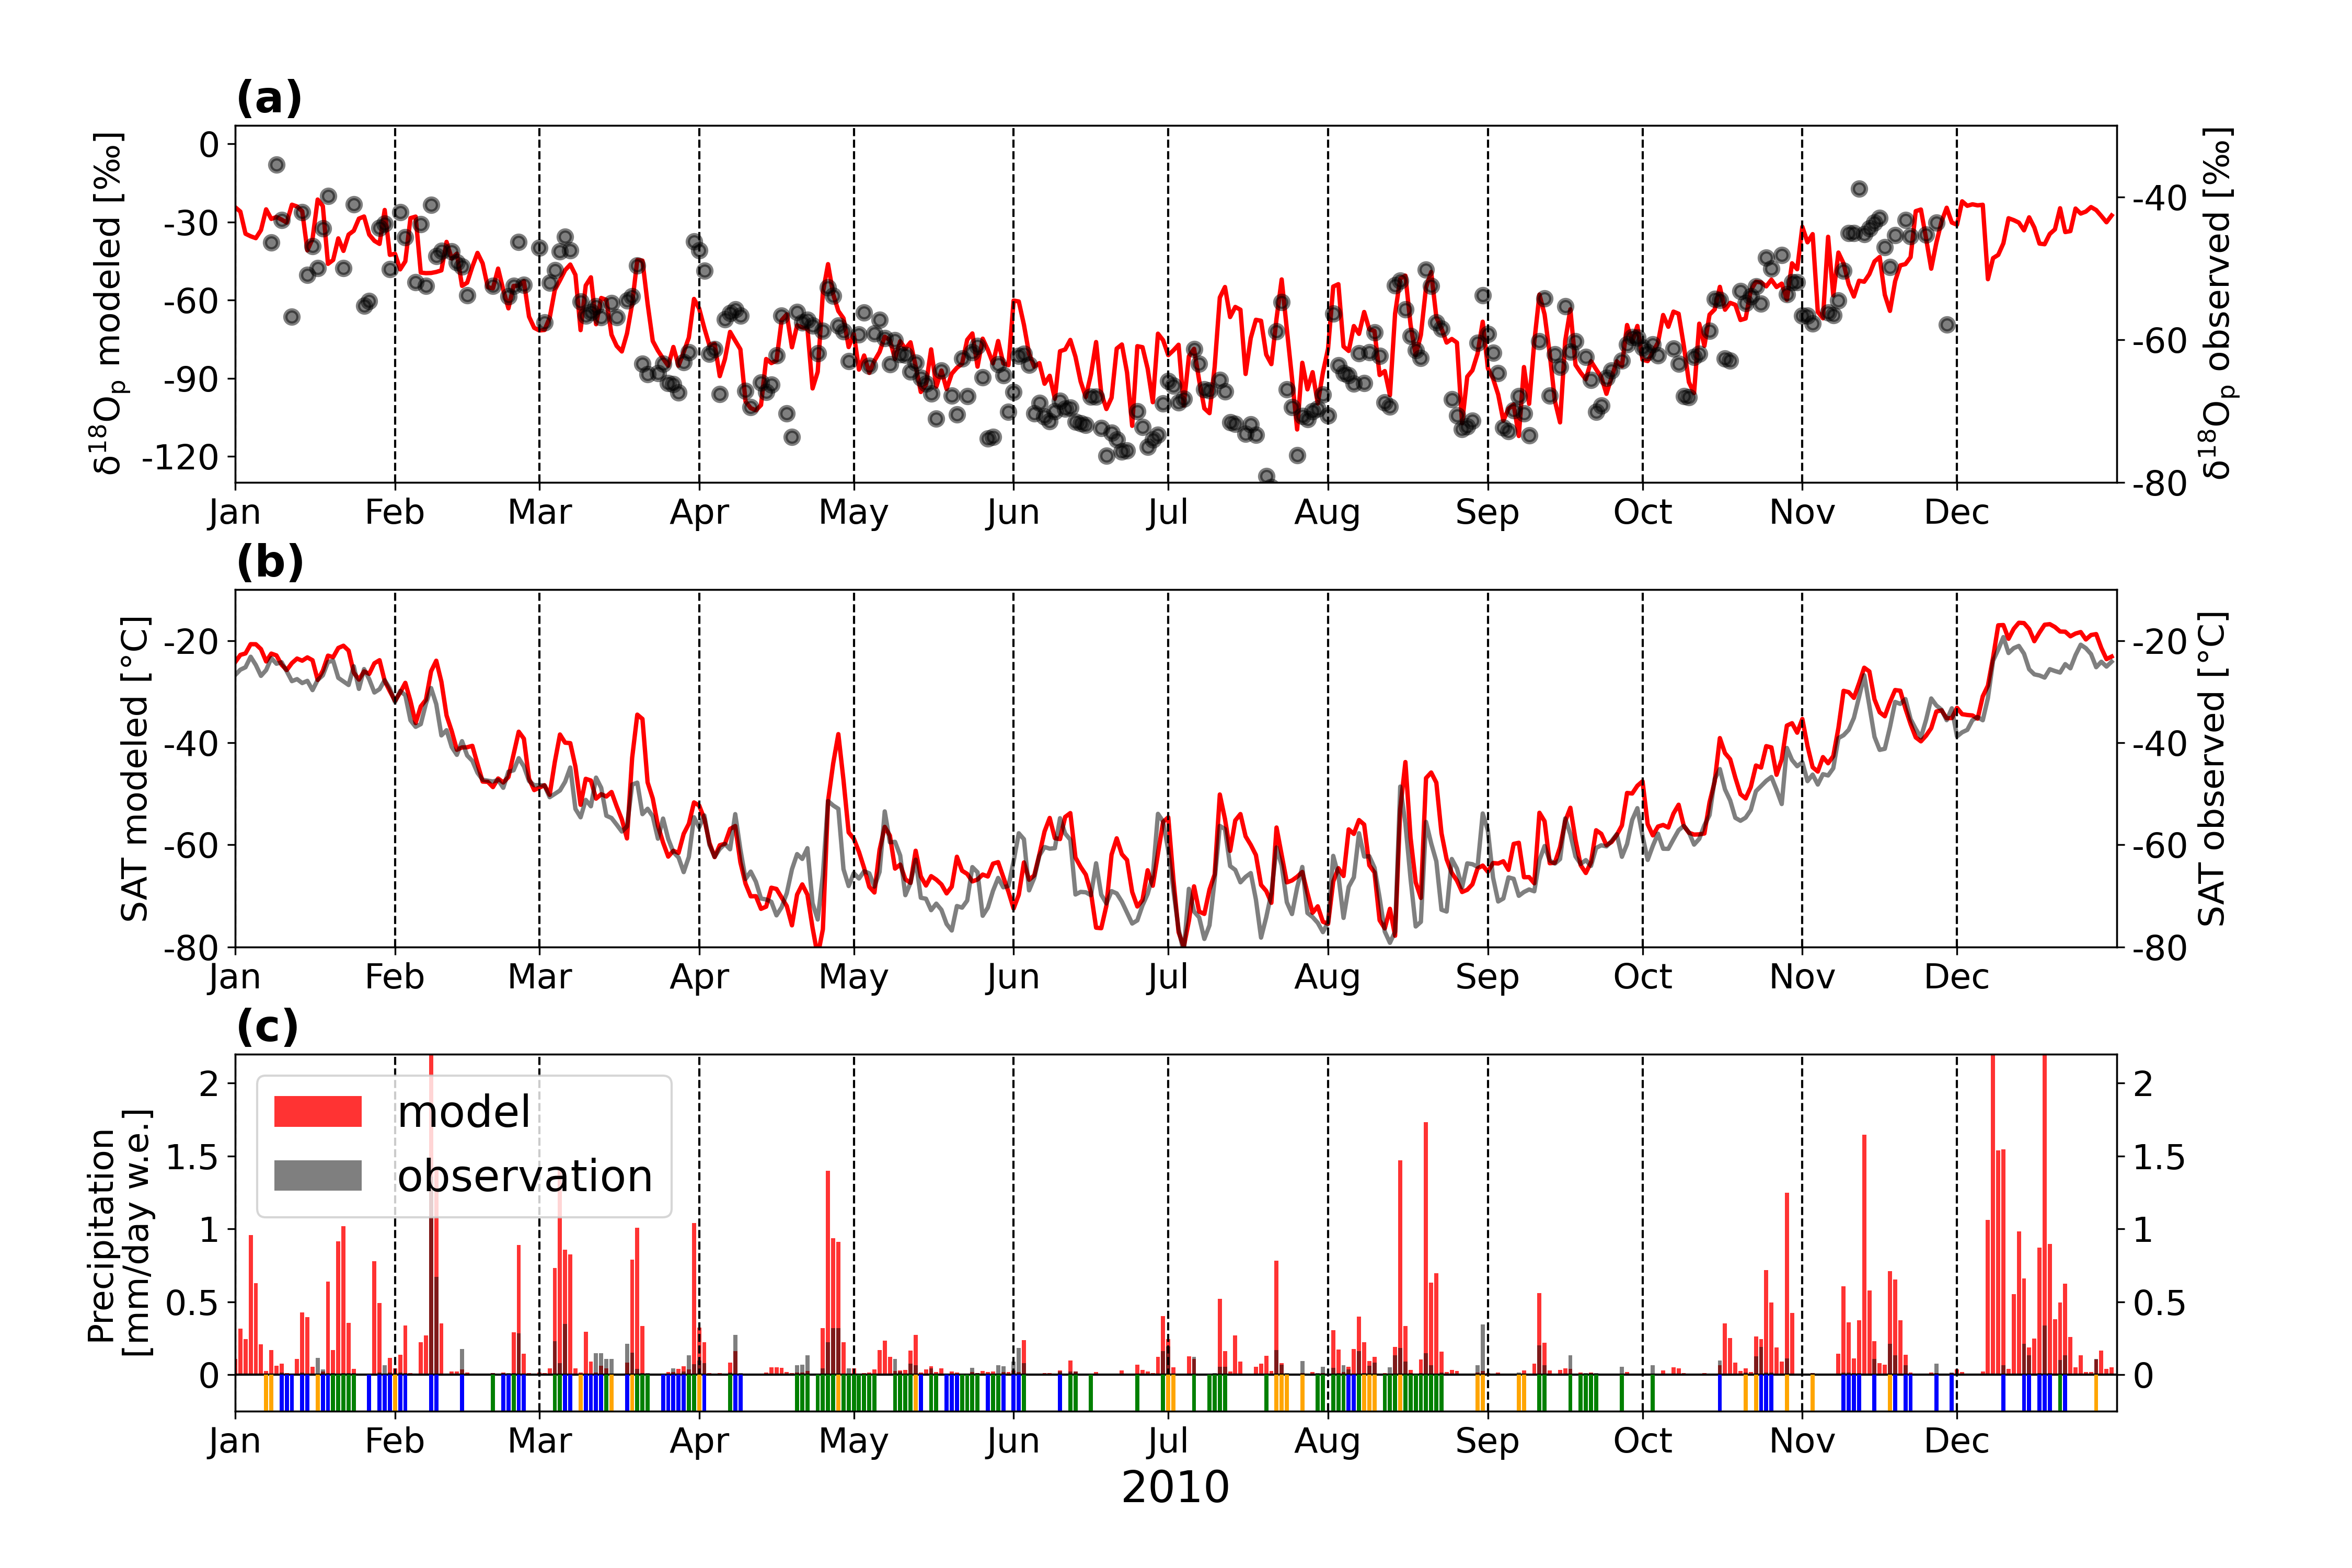 (a)
δ18Op modeled [‰]
0
-30
-60
-90
-120
-40
-60
-80
δ18Op observed [‰]
Jan Feb Mar Apr May Jun Jul Aug Sep Oct Nov Dec
(b)
SAT modeled [°C]
-20
-40
-60
-80
-20
-40
-60
-80
SAT observed [°C]
Jan Feb Mar Apr May Jun Jul Aug Sep Oct Nov Dec
(c)
Precipitation
[mm/day w.e.]
2
1.5
1
0.5
0
model
observation
2
1.5
1
0.5
0
Jan Feb Mar Apr May Jun Jul Aug Sep Oct Nov Dec
2010